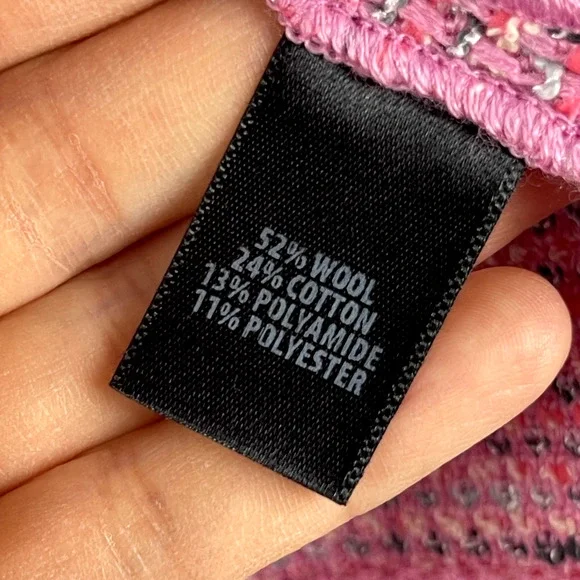 52% WOOL
24% COTTON
13% POLYAMIDE
11% POLYESTER